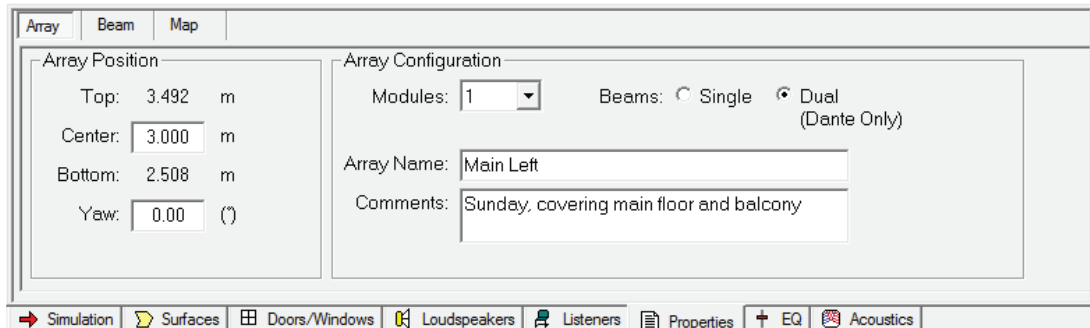 Array Beam Map
Array Position
Top: 3.492 m
Center: 3.000 m
Bottom: 2.508 m
Yaw: 0.00 (°)
Array Configuration
Modules: 1 Beams: Single Dual
(Dante Only)
Array Name: Main Left
Comments: Sunday, covering main floor and balcony
Simulation Surfaces Doors/Windows Loudspeakers Listeners Properties EQ Acoustics